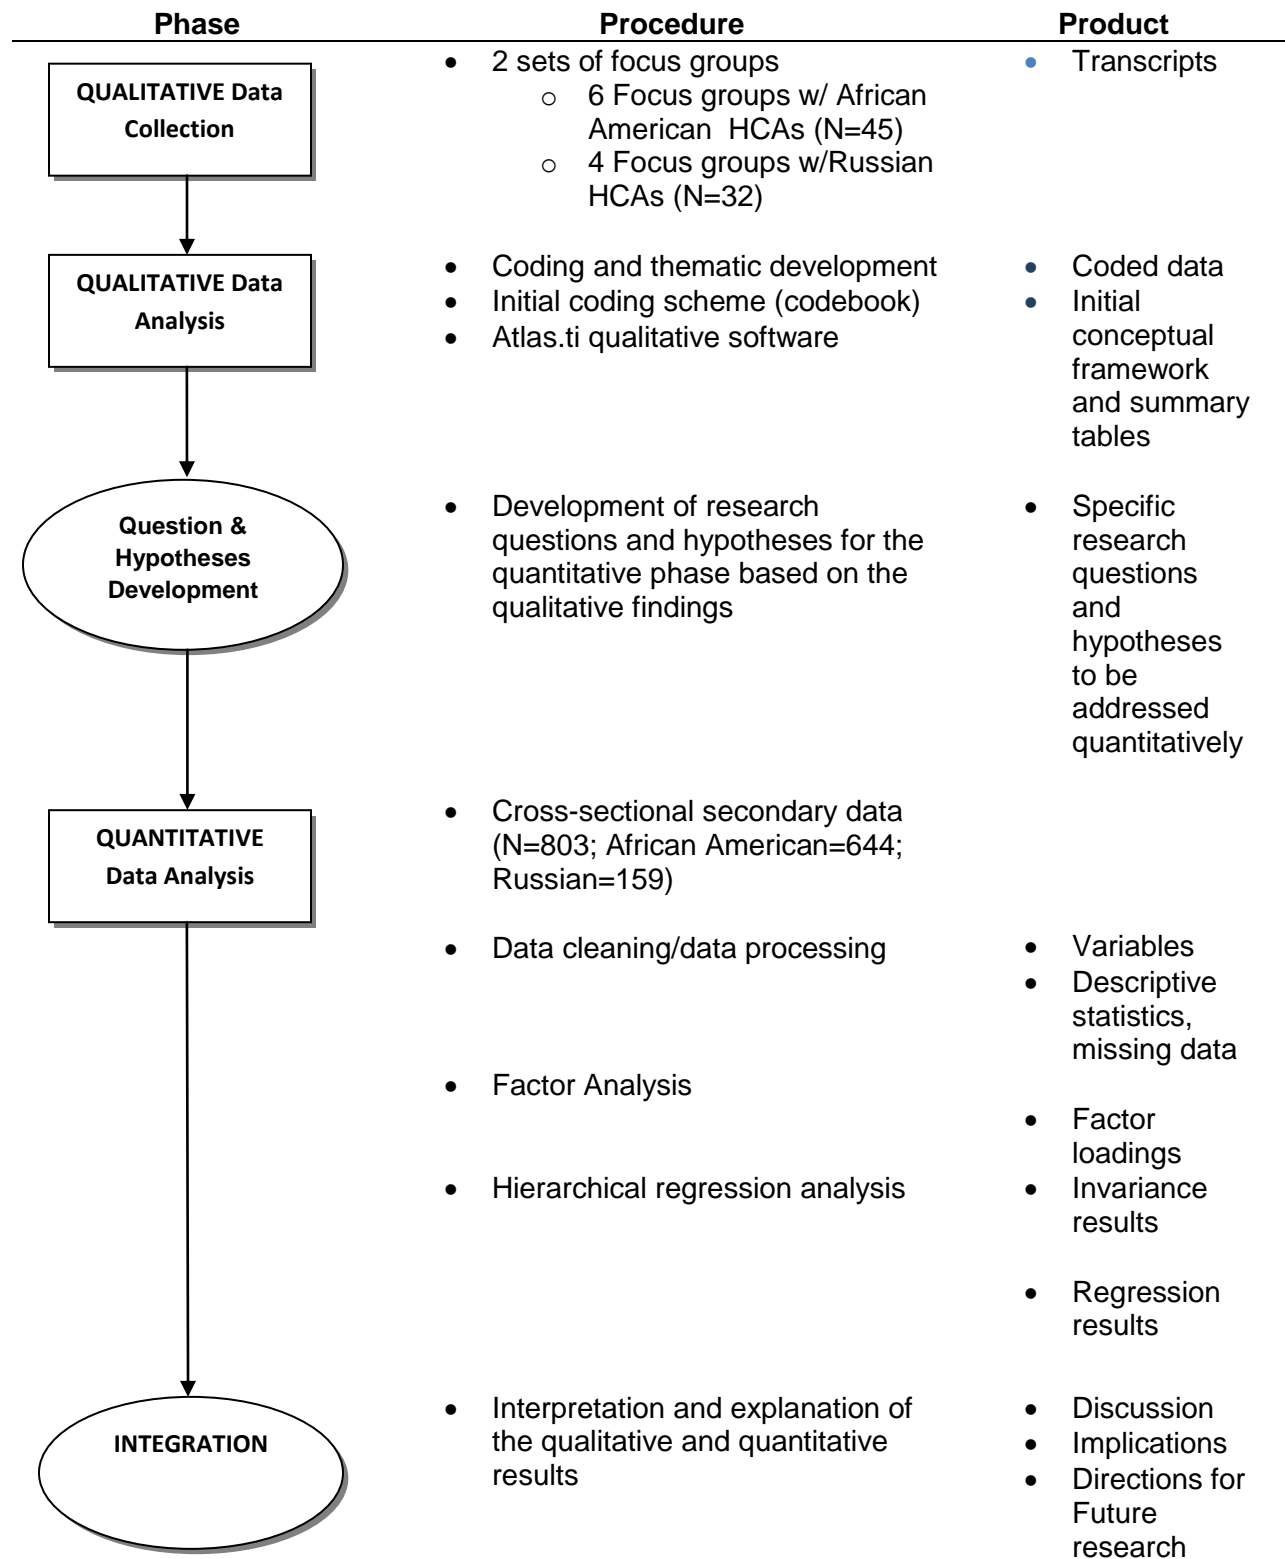 Phase Procedure Product
QUALITATIVE Data
Collection
• 2 sets of focus groups
o 6 Focus groups w/ African
American HCAs (N=45)
o 4 Focus groups w/Russian
HCAs (N=32)
• Transcripts
QUALITATIVE Data
Analysis
• Coding and thematic development
• Initial coding scheme (codebook)
• Atlas.ti qualitative software
• Coded data
• Initial
conceptual
framework
and summary
tables
Question &
Hypotheses
Development
• Development of research
questions and hypotheses for the
quantitative phase based on the
qualitative findings
• Specific
research
questions
and
hypotheses
to be
addressed
quantitatively
QUANTITATIVE
Data Analysis
• Cross-sectional secondary data
(N=803; African American=644;
Russian=159)
• Data cleaning/data processing
• Variables
• Descriptive
statistics,
missing data
• Factor Analysis
• Factor
loadings
• Hierarchical regression analysis
• Invariance
results
• Regression
results
INTEGRATION
• Interpretation and explanation of
the qualitative and quantitative
results
• Discussion
• Implications
• Directions for
Future
research